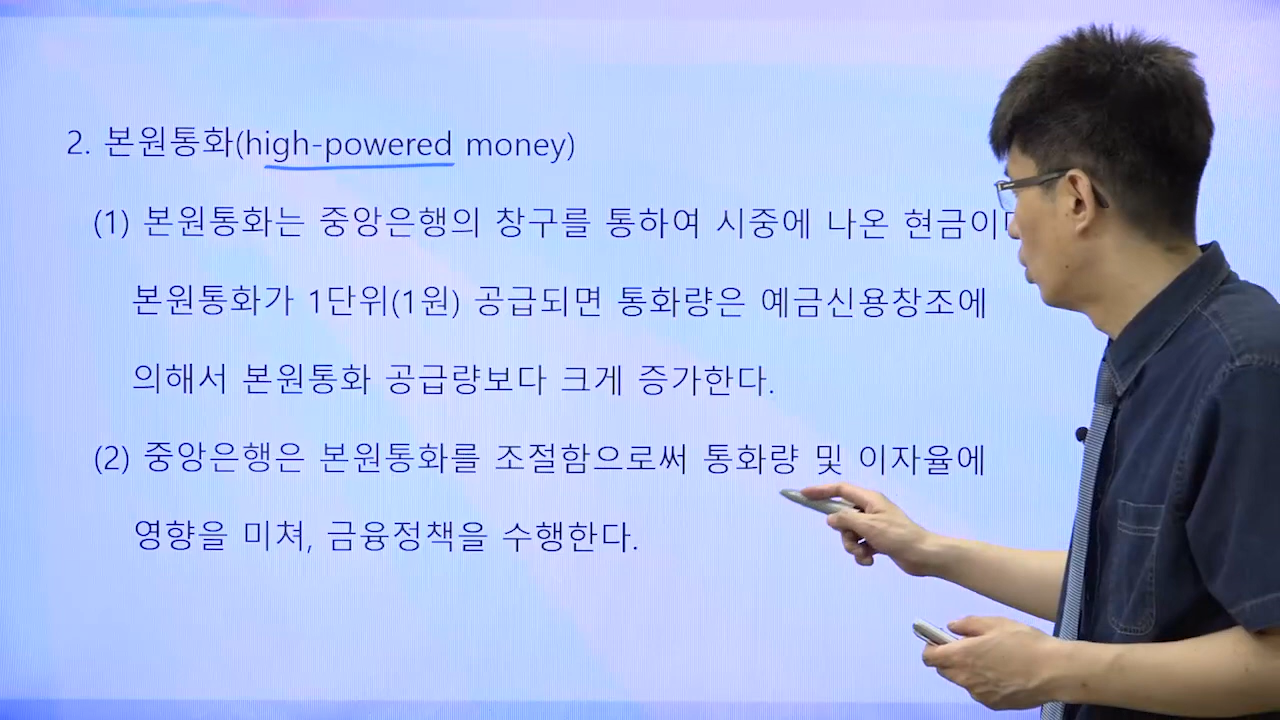 2. 본원통화(high-powered money)
(1) 본원통화는 중앙은행의 창구를 통하여 시중에 나온
본원통화가 1단위(1원) 공급되면 통화량은 예금신용창조에
의해서 본원통화 공급량보다 크게 증가한다.
(2) 중앙은행은 본원통화를 조절함으로써 통화량 및 이자율에
영향을 미쳐, 금융정책을 수행한다.